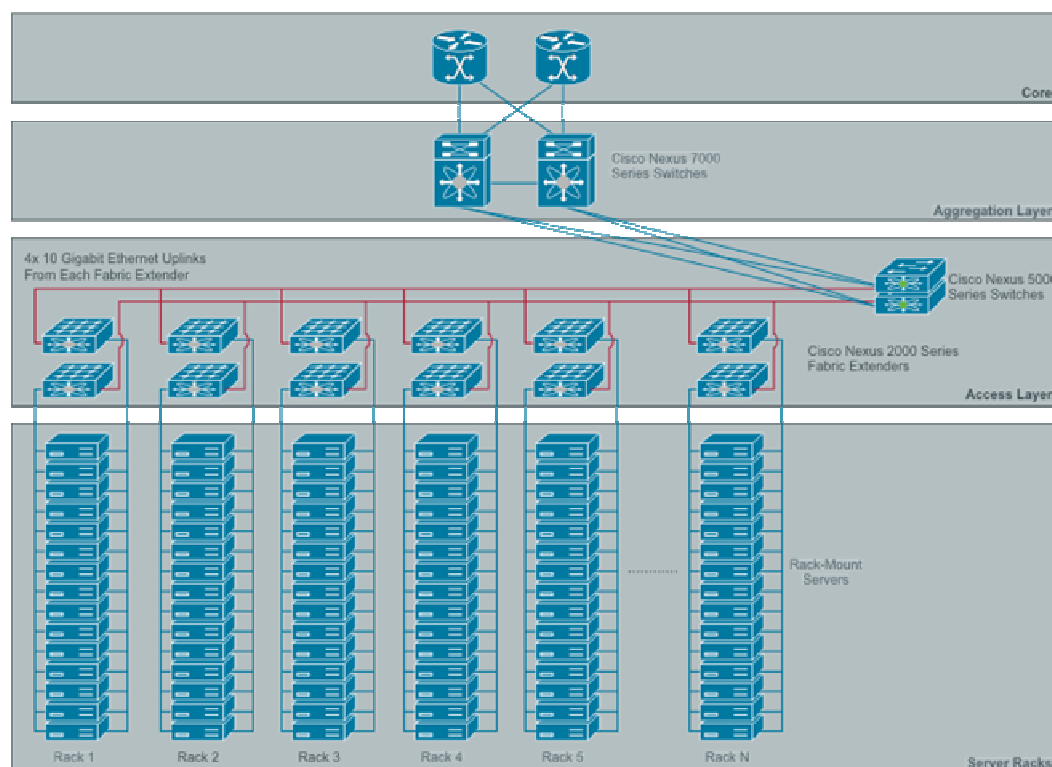 Core
Cisco Nexus 7000
Series Switches
Aggregation Layer
4x 10 Gigabit Ethernet Uplinks
From Each Fabric Extender
Cisco Nexus 5000
Series Switches
Cisco Nexus 2000 Series
Fabric Extenders
Access Layer
Rack-Mount
Servers
Rack 1
Rack 2
Rack 3
Rack 4
Rack 5
Rack N
Server Racks